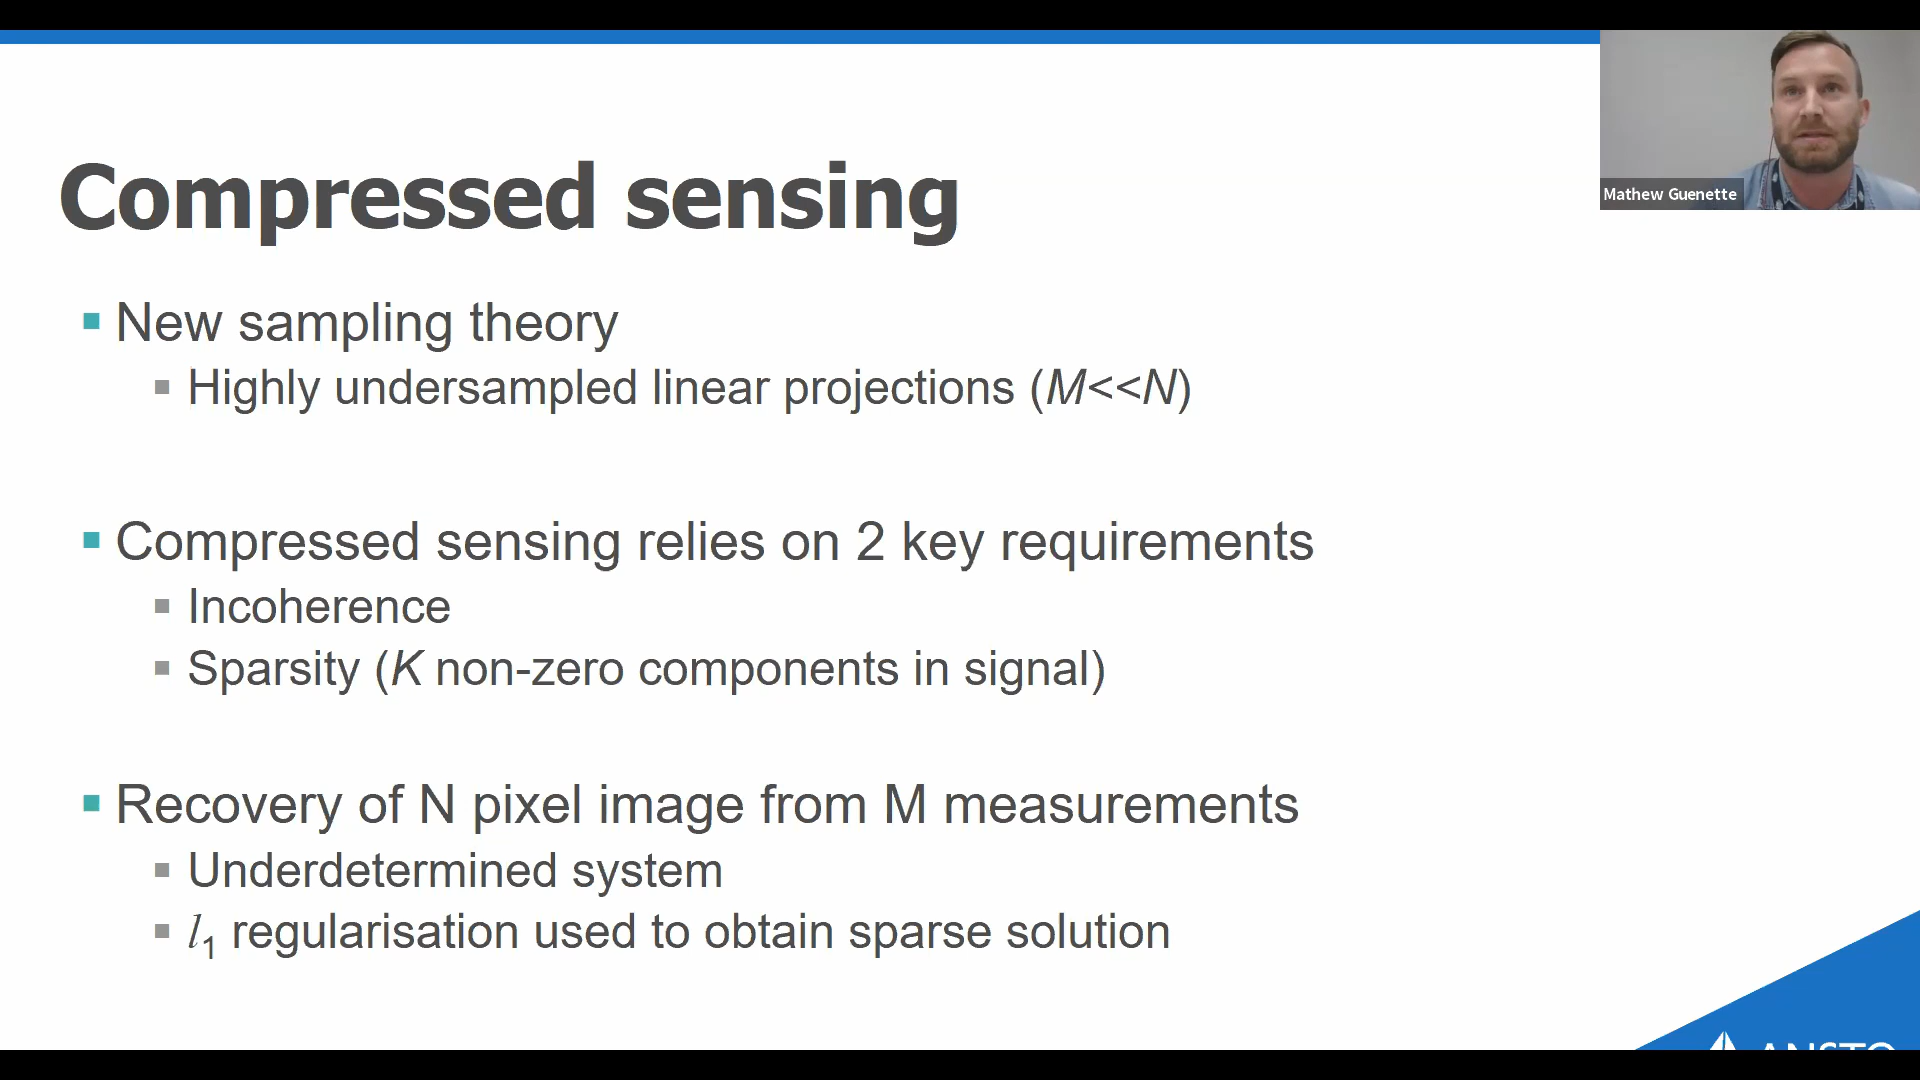 Compressed sensing
Mathew Guenette
New sampling theory
Highly undersampled linear projections (M<<N)
Compressed sensing relies on 2 key requirements
Incoherence
Sparsity (K non-zero components in signal)
Recovery of N pixel image from M measurements
Underdetermined system
l₁ regularisation used to obtain sparse solution
ANSTO